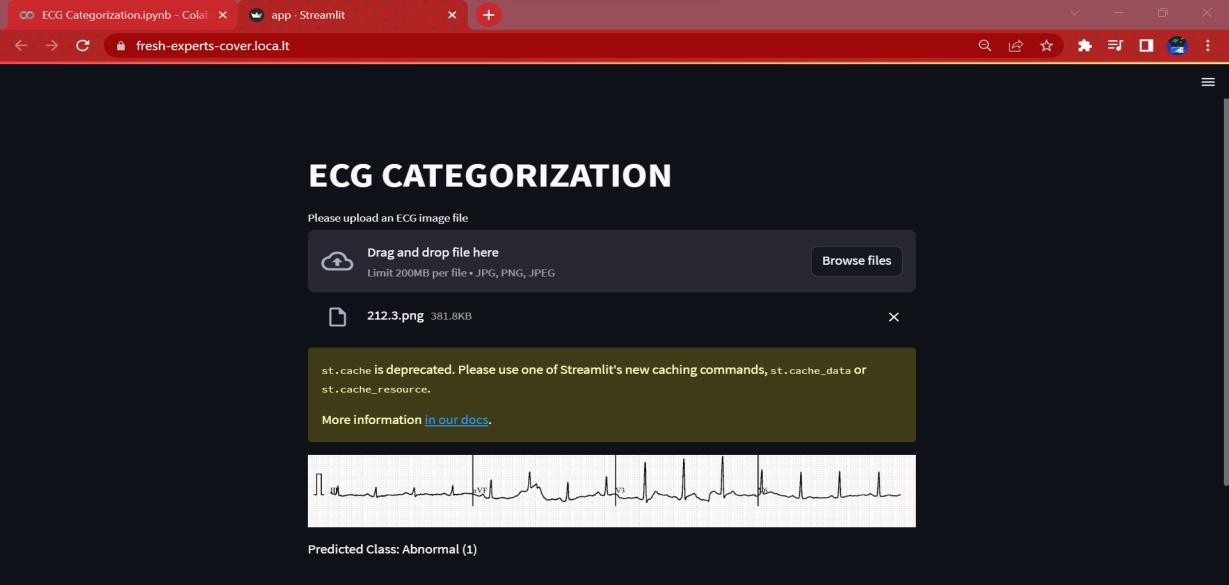 ECG Categorization.ipynb - Colal
app · Streamlit
fresh-experts-cover.loca.lt
ECG CATEGORIZATION
Please upload an ECG image file
Drag and drop file here
Limit 200MB per file • JPG, PNG, JPEG
Browse files
212.3.png 381.8KB
st.cache is deprecated. Please use one of Streamlit's new caching commands, st.cache_data or
st.cache_resource.
More information in our docs.
aVF V3
Predicted Class: Abnormal (1)